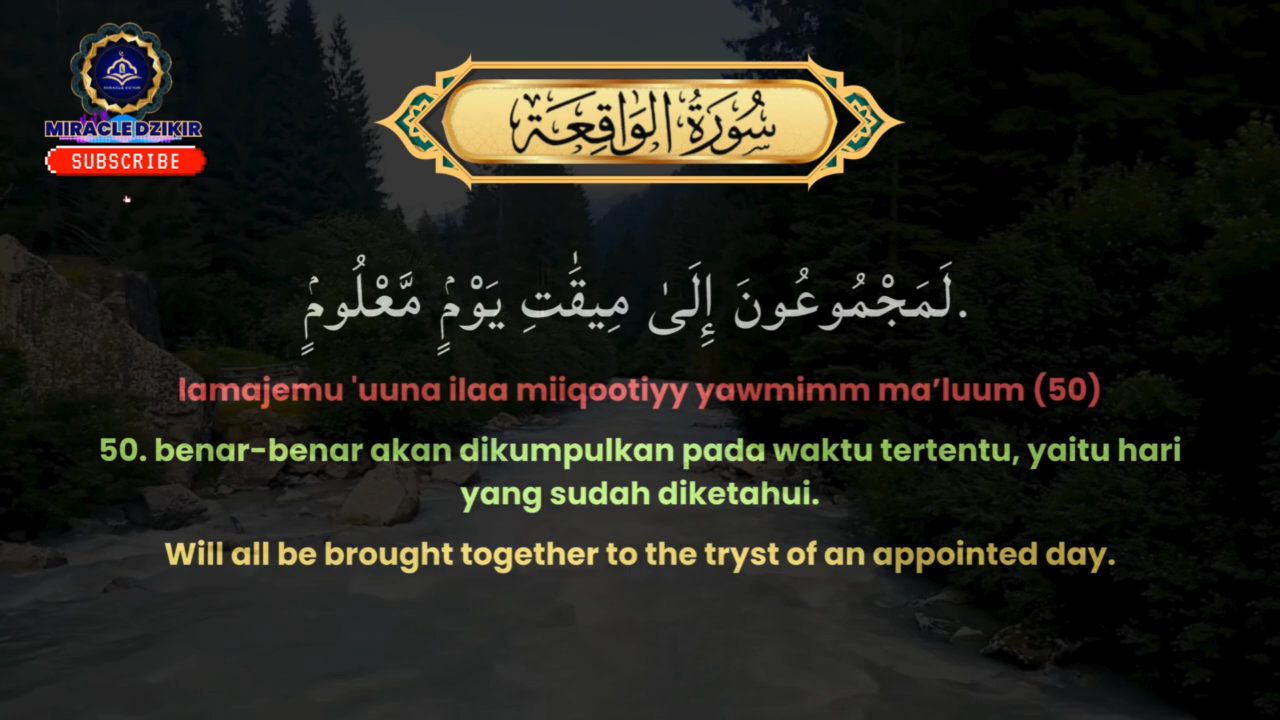 MIRACLE DZIKIR
MIRACLE DZIKIR
SUBSCRIBE
سُورَةُ الوَاقِعَة
لَمَجْمُوعُونَ إِلَىٰ مِيقَٰتِ يَوْمٍۢ مَّعْلُومٍۢ.
lamajemu 'uuna ilaa miiqootiyy yawmimm ma’luum (50)
50. benar-benar akan dikumpulkan pada waktu tertentu, yaitu hari
yang sudah diketahui.
Will all be brought together to the tryst of an appointed day.